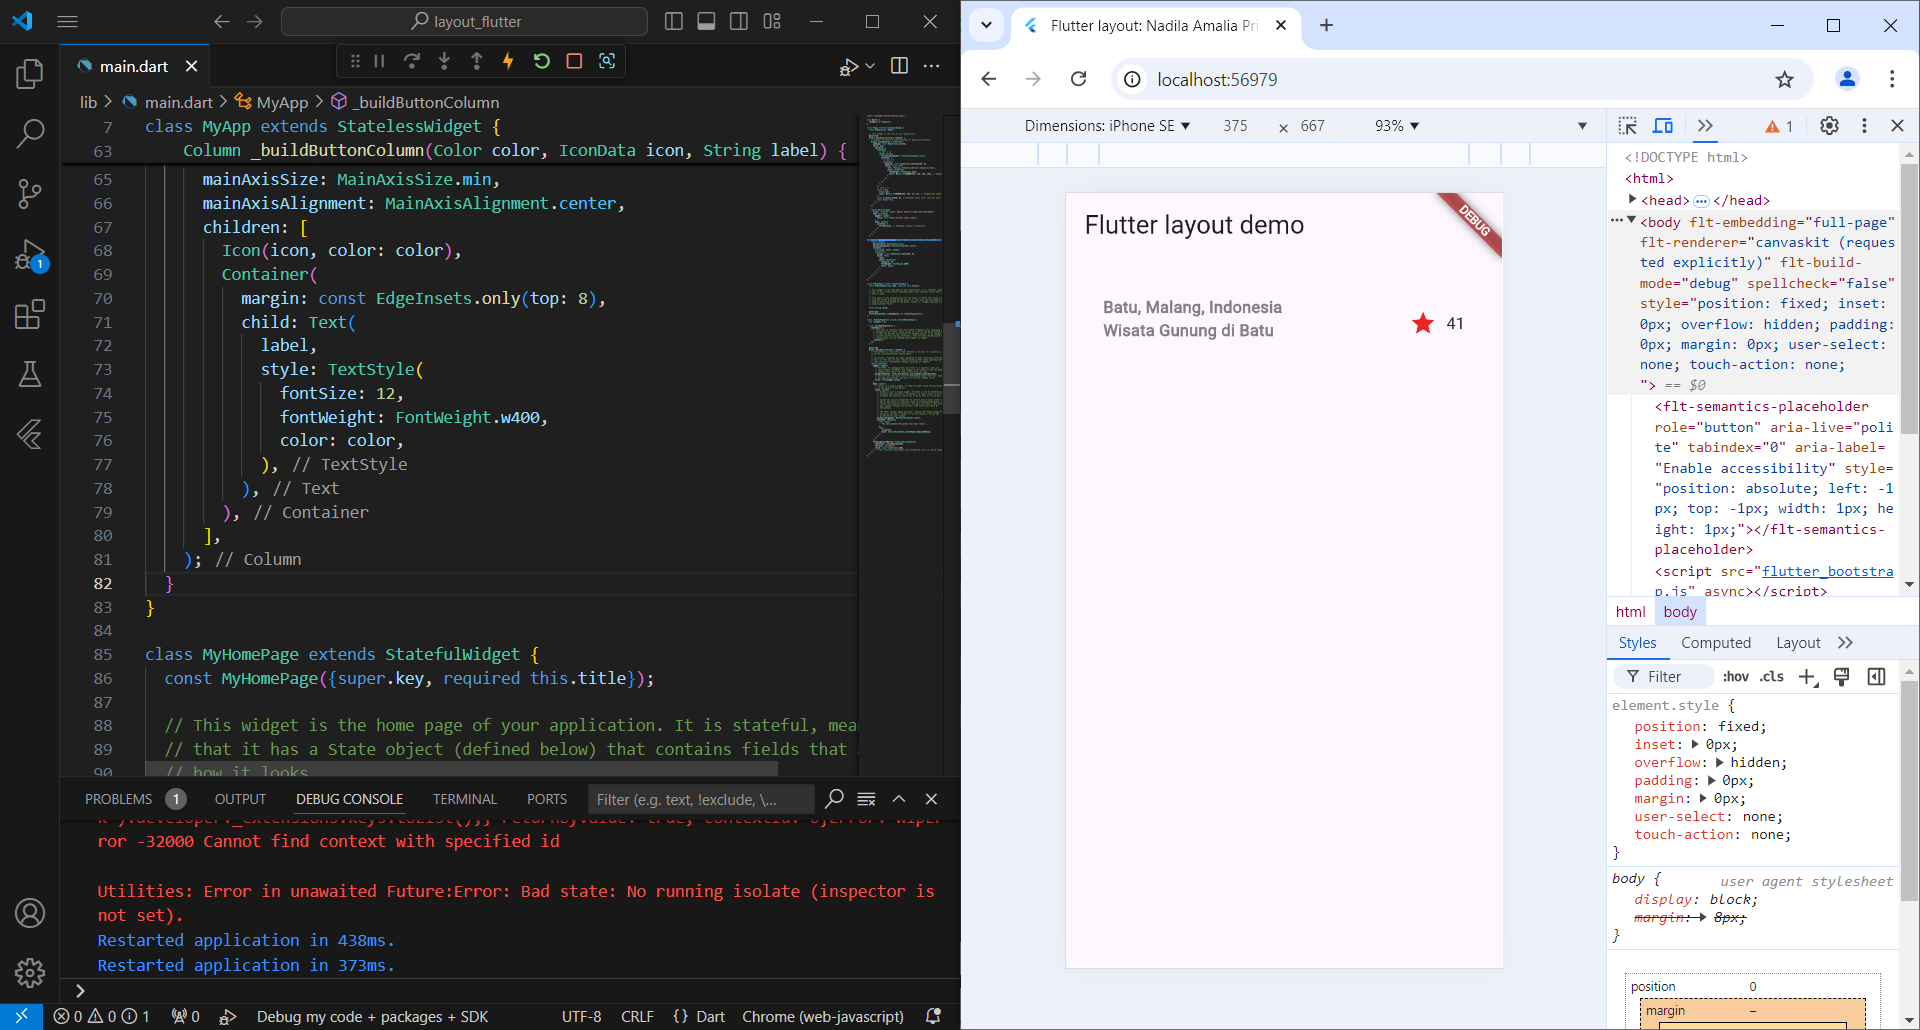 layout_flutter
main.dart
lib > main.dart > MyApp > _buildButtonColumn
7 class MyApp extends StatelessWidget {
63 Column _buildButtonColumn(Color color, IconData icon, String label) {
65 mainAxisSize: MainAxisSize.min,
66 mainAxisAlignment: MainAxisAlignment.center,
67 children: [
68 Icon(icon, color: color),
69 Container(
70 margin: const EdgeInsets.only(top: 8),
71 child: Text(
72 label,
73 style: TextStyle(
74 fontSize: 12,
75 fontWeight: FontWeight.w400,
76 color: color,
77 ), // TextStyle
78 ), // Text
79 ), // Container
80 ],
81 ); // Column
82 }
83 }
84
85 class MyHomePage extends StatefulWidget {
86 const MyHomePage({super.key, required this.title});
87
88 // This widget is the home page of your application. It is stateful, mea
89 // that it has a State object (defined below) that contains fields that
90 // how it looks
PROBLEMS 1 OUTPUT DEBUG CONSOLE TERMINAL PORTS Filter (e.g. text, !exclude, \...
ror -32000 Cannot find context with specified id
Utilities: Error in unawaited Future:Error: Bad state: No running isolate (inspector is
not set).
Restarted application in 438ms.
Restarted application in 373ms.
>
0 0 1 0 Debug my code + packages + SDK UTF-8 CRLF {} Dart Chrome (web-javascript)
1
Flutter layout: Nadila Amalia Pri
localhost:56979
Dimensions: iPhone SE 375 × 667 93%
1
Flutter layout demo
DEBUG
Batu, Malang, Indonesia
Wisata Gunung di Batu
41
<!DOCTYPE html>
<html>
<head> … </head>
<body flt-embedding="full-page"
flt-renderer="canvaskit (reques
ted explicitly)" flt-build-
mode="debug" spellcheck="false"
style="position: fixed; inset:
0px; overflow: hidden; padding:
0px; margin: 0px; user-select:
none; touch-action: none;
"> == $0
<flt-semantics-placeholder
role="button" aria-live="poli
te" tabindex="0" aria-label=
"Enable accessibility" style=
"position: absolute; left: -1
px; top: -1px; width: 1px; he
ight: 1px;"></flt-semantics-
placeholder>
<script src="flutter_bootstra
p.js" async></script>
html body
Styles Computed Layout
Filter :hov .cls
element.style {
position: fixed;
inset: 0px;
overflow: hidden;
padding: 0px;
margin: 0px;
user-select: none;
touch-action: none;
}
body { user agent stylesheet
display: block;
margin: 8px;
}
position 0
margin –